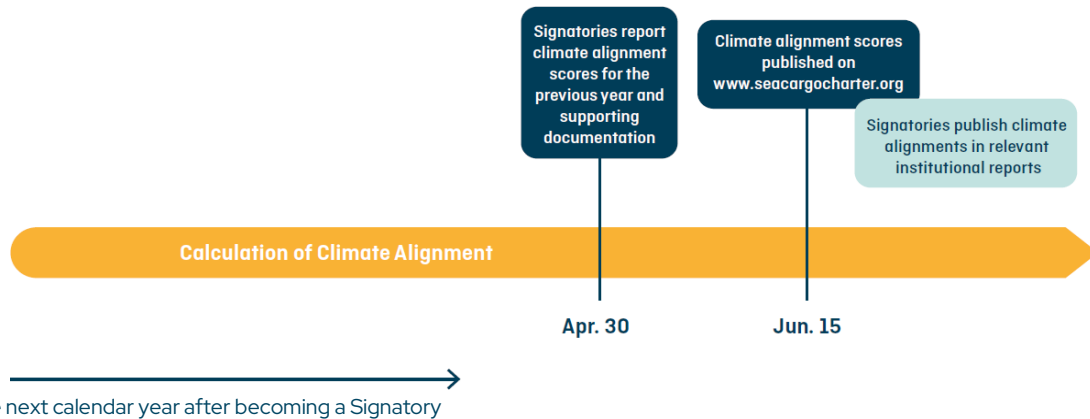 Signatories report
climate alignment
scores for the
previous year and
supporting
documentation
Climate alignment scores
published on
www.seacargocharter.org
Signatories publish climate
alignments in relevant
institutional reports
Calculation of Climate Alignment
Apr. 30
Jun. 15
next calendar year after becoming a Signatory